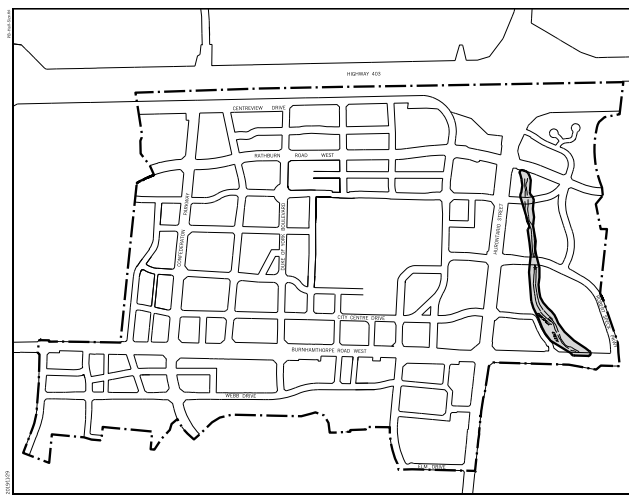 HIGHWAY 403
CENTREVIEW DRIVE
RATHBURN ROAD WEST
CONFEDERATION PARKWAY
DUKE OF YORK BOULEVARD
HURONTARIO STREET
CITY CENTRE DRIVE
BURNHAMTHORPE ROAD WEST
WEBB DRIVE
ELM DRIVE
20191129